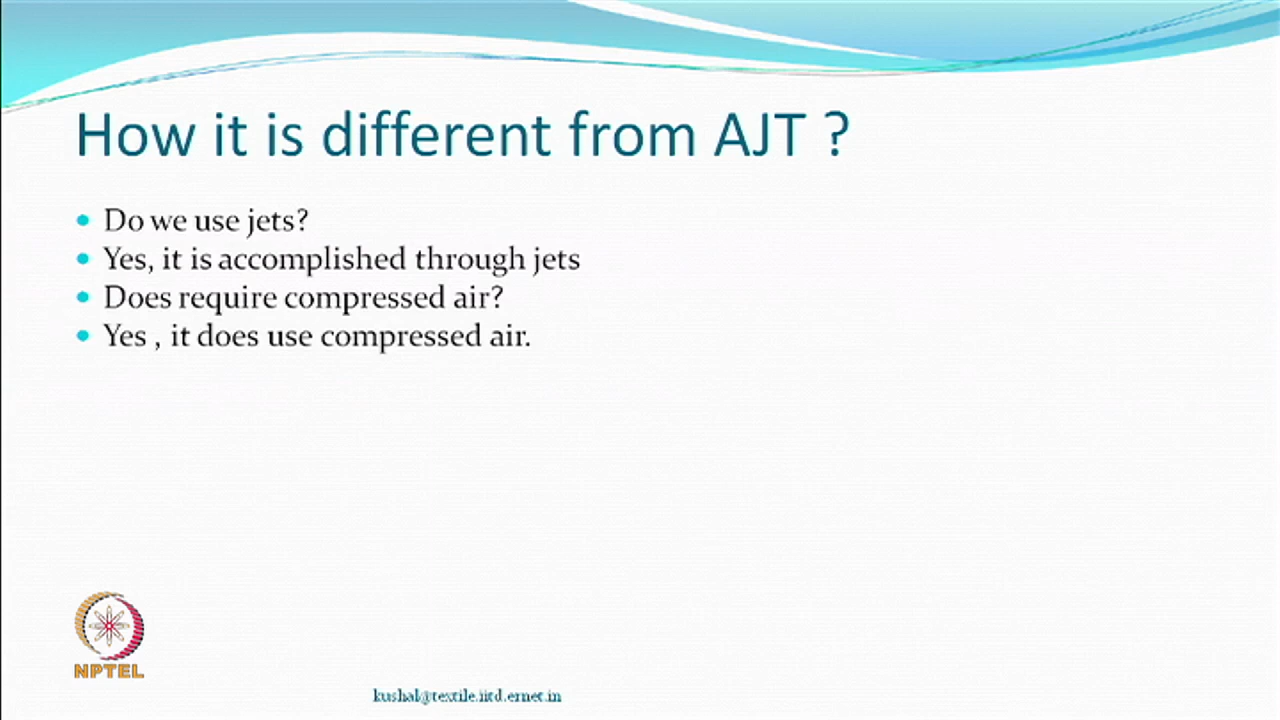 How it is different from AJT ?
Do we use jets?
Yes, it is accomplished through jets
Does require compressed air?
Yes , it does use compressed air.
NPTEL
kushal@textile.iitd.ernet.in